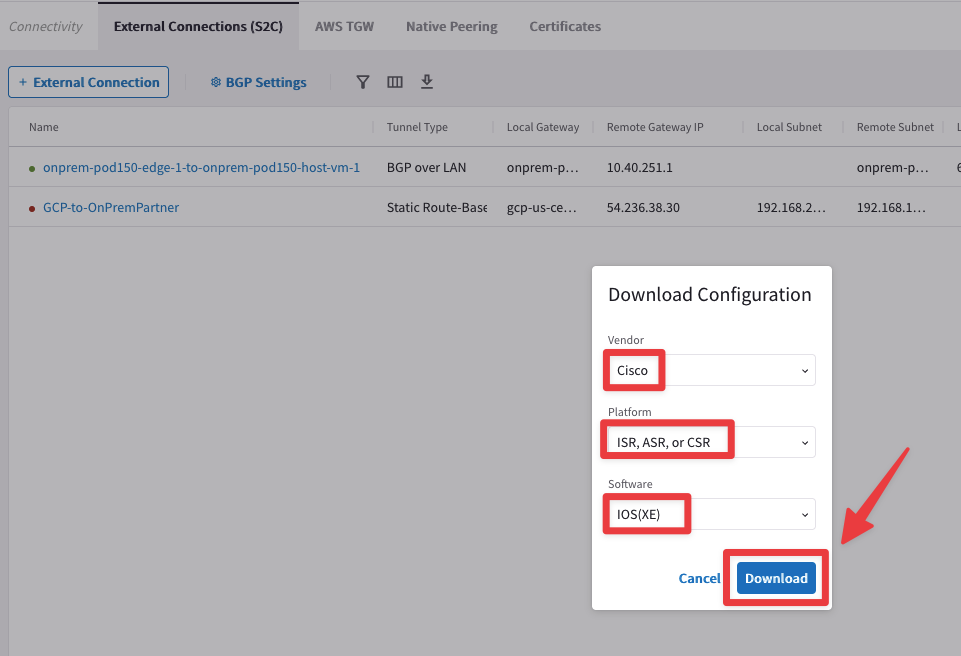 Connectivity External Connections (S2C) AWS TGW Native Peering Certificates
+ External Connection BGP Settings
Name Tunnel Type Local Gateway Remote Gateway IP Local Subnet Remote Subnet L
onprem-pod150-edge-1-to-onprem-pod150-host-vm-1 BGP over LAN onprem-p... 10.40.251.1 onprem-p... 6
GCP-to-OnPremPartner Static Route-Base gcp-us-ce... 54.236.38.30 192.168.2... 192.168.1...
Download Configuration
Vendor
Cisco
Platform
ISR, ASR, or CSR
Software
IOS(XE)
Cancel Download